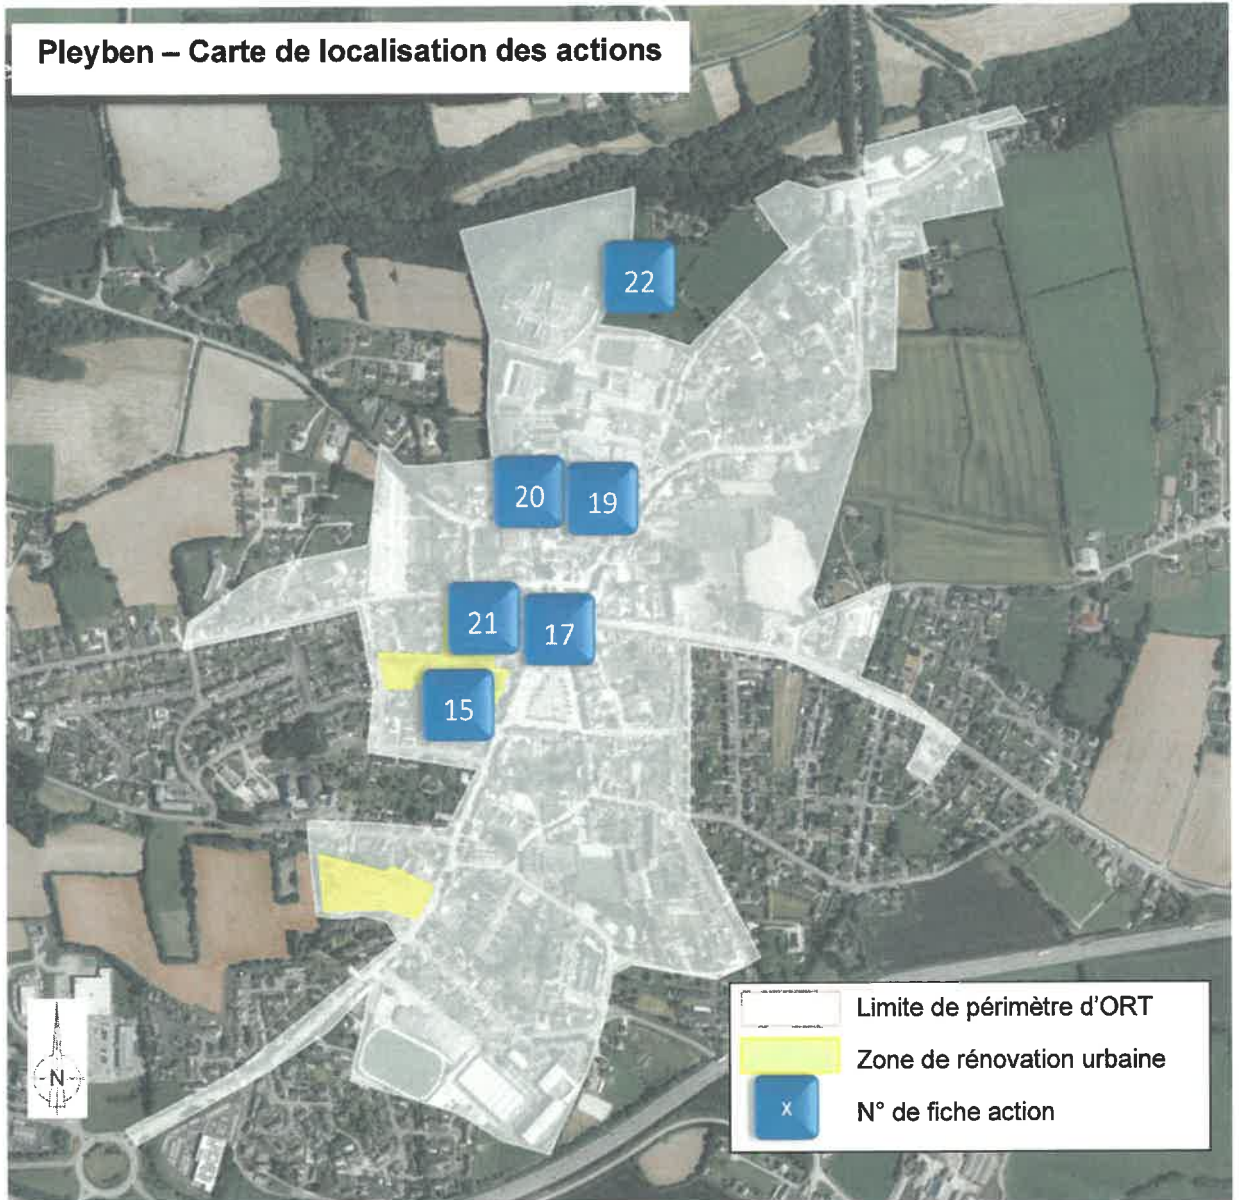 Pleyben – Carte de localisation des actions
22
20
19
21
17
15
Limite de périmètre d'ORT
Zone de rénovation urbaine
X
N° de fiche action
N